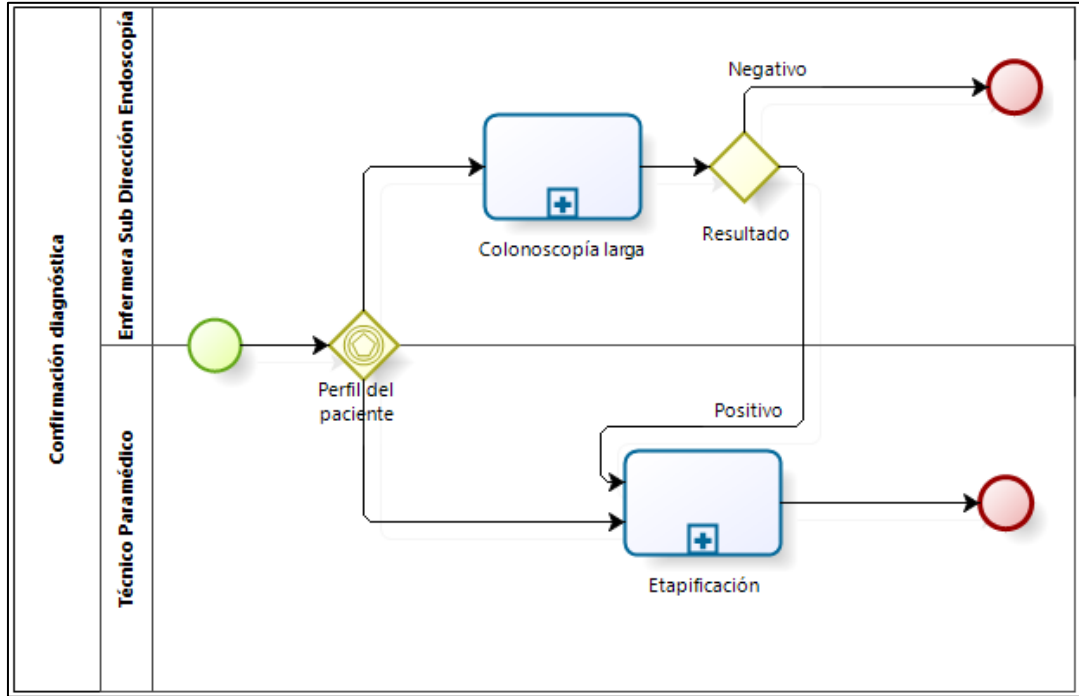 Confirmación diagnóstica
Enfermera Sub Dirección Endoscopía
Negativo
Colonoscopía larga
Resultado
Perfil del
paciente
Técnico Paramédico
Positivo
Etapificación